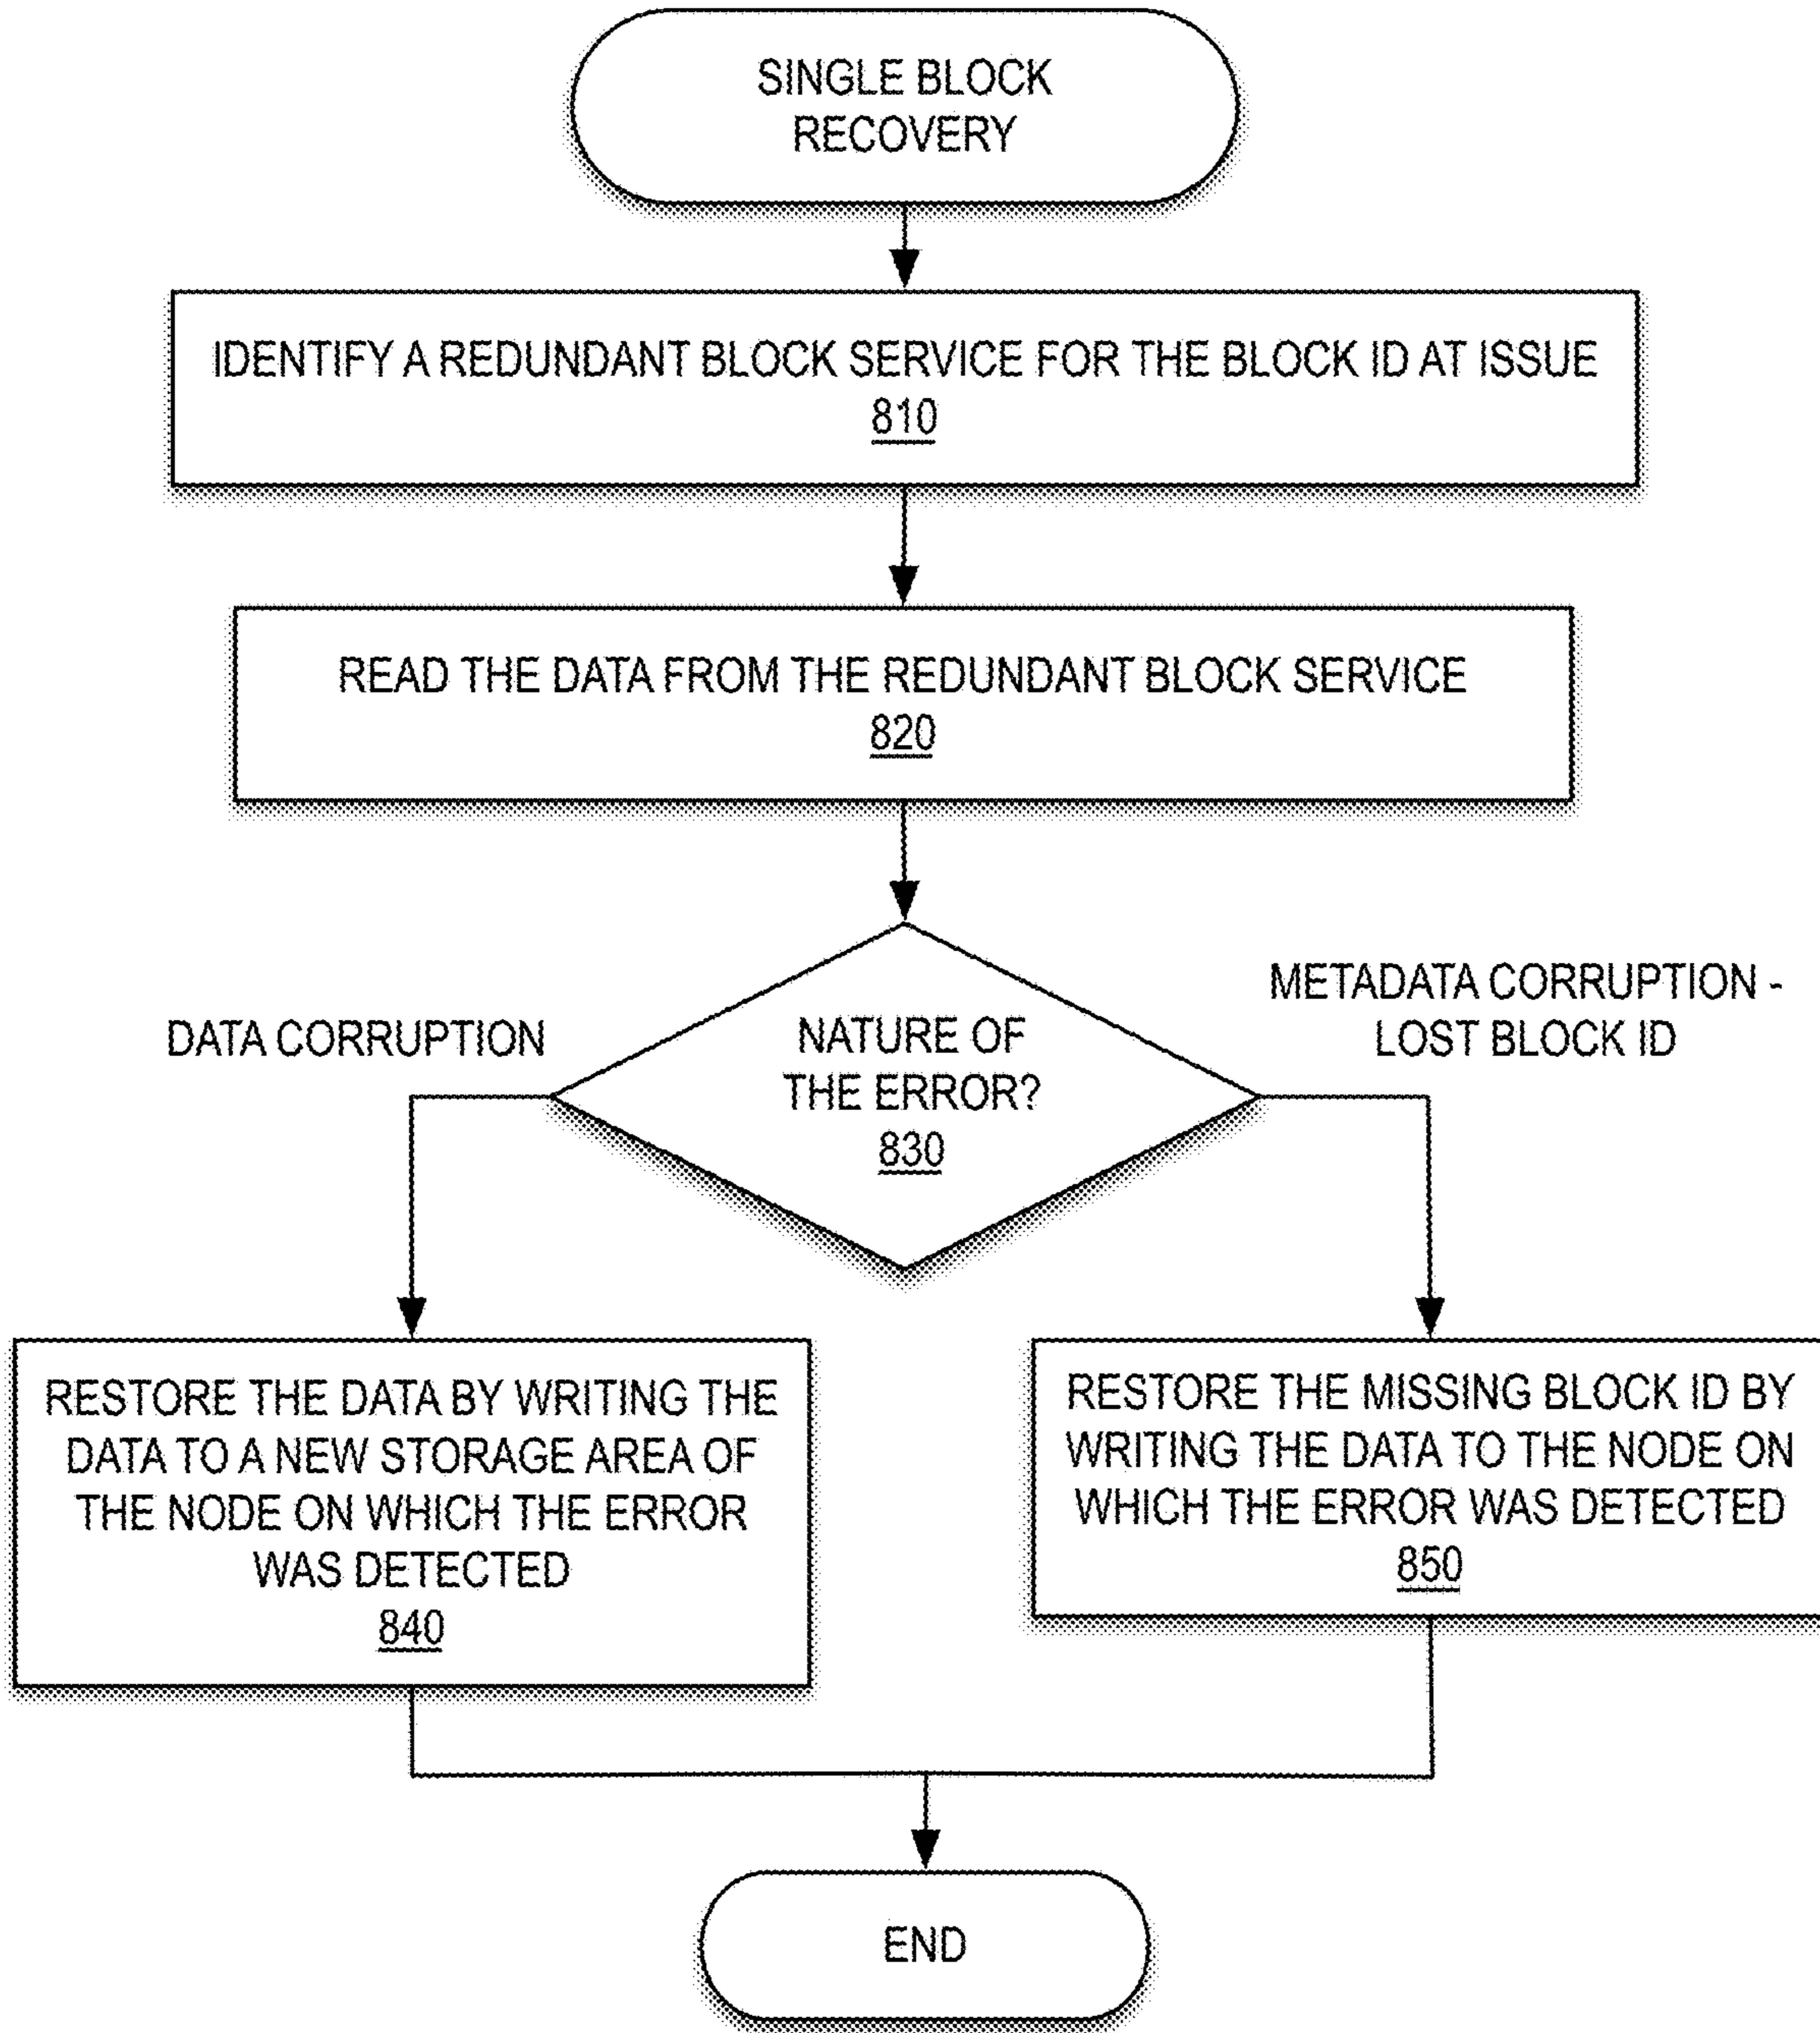 SINGLE BLOCK
RECOVERY
IDENTIFY A REDUNDANT BLOCK SERVICE FOR THE BLOCK ID AT ISSUE
810
READ THE DATA FROM THE REDUNDANT BLOCK SERVICE
820
DATA CORRUPTION
NATURE OF
THE ERROR?
830
METADATA CORRUPTION -
LOST BLOCK ID
RESTORE THE DATA BY WRITING THE
DATA TO A NEW STORAGE AREA OF
THE NODE ON WHICH THE ERROR
WAS DETECTED
840
RESTORE THE MISSING BLOCK ID BY
WRITING THE DATA TO THE NODE ON
WHICH THE ERROR WAS DETECTED
850
END